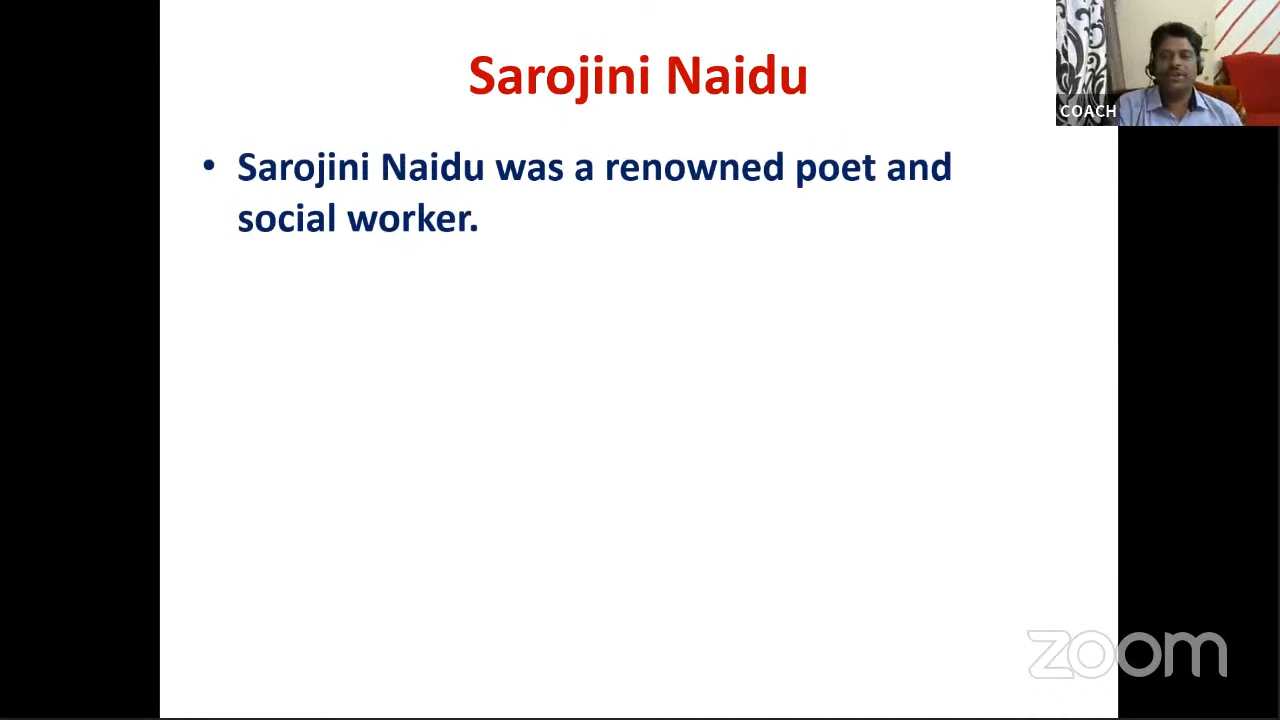 Sarojini Naidu
COACH
• Sarojini Naidu was a renowned poet and
social worker.
zoom